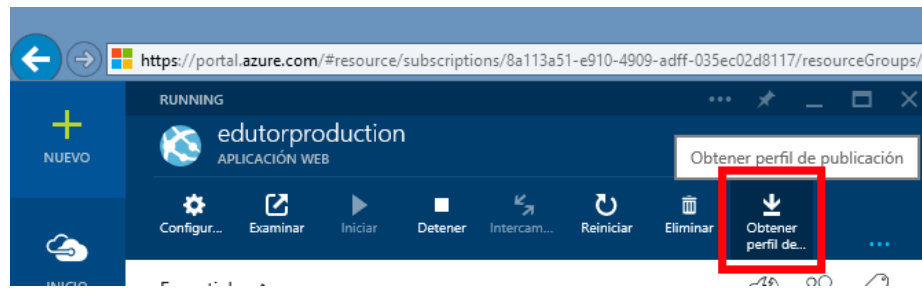 https://portal.azure.com/#resource/subscriptions/8a113a51-e910-4909-adff-035ec02d8117/resourceGroups/
RUNNING
NUEVO
edutorproduction
APLICACIÓN WEB
Obtener perfil de publicación
Configur...
Examinar
Iniciar
Detener
Intercam...
Reiniciar
Eliminar
Obtener
perfil de...
INICIO